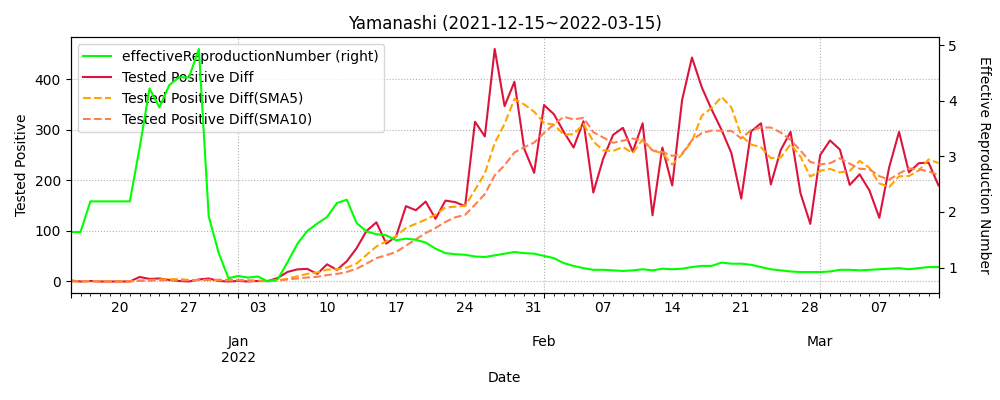 Yamanashi (2021-12-15~2022-03-15)
effectiveReproductionNumber (right)
Tested Positive Diff
Tested Positive Diff(SMA5)
Tested Positive Diff(SMA10)
Tested Positive
400
300
200
100
0
5
4
3
2
1
Effective Reproduction Number
20 27 03 10 17 24 31 07 14 21 28 07
Jan Feb Mar
2022
Date